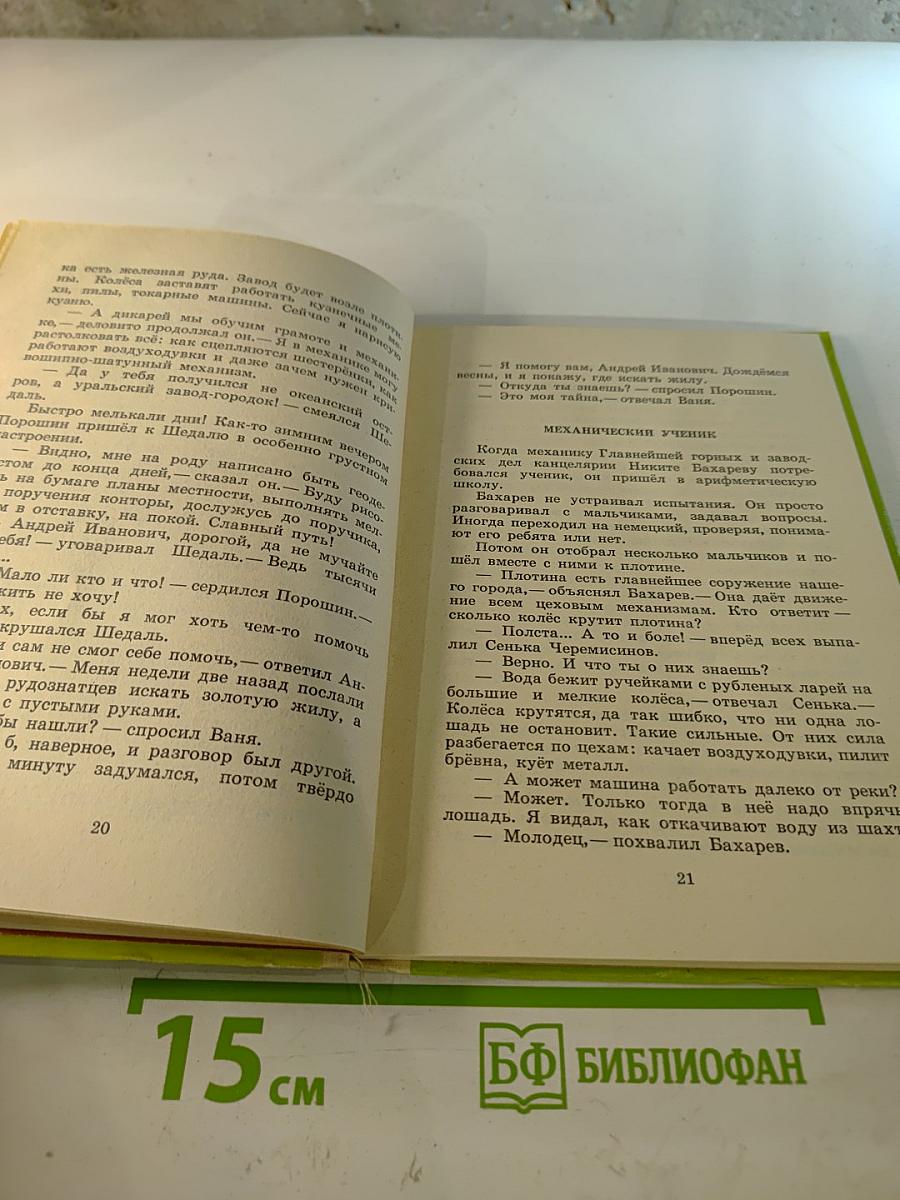 ка есть железная руда. Завод будет возле плоти-
ны. Колёса заставят работать кузнечные ме-
хи, пилы, токарные машины. Сейчас я нарисую
кузню.
— А дикарей мы обучим грамоте и механи-
ке,— деловито продолжал он.— Я в механике могу
растолковать всё: как сцепляются шестерёнки, как
работают воздуходувки и даже зачем нужен кри-
вошипно-шатунный механизм.
— Да у тебя получился не океанский ост-
ров, а уральский завод-городок! — смеялся Ше-
даль.
Быстро мелькали дни! Как-то зимним вечером
Порошин пришёл к Шедалю в особенно грустном
настроении.
— Видно, мне на роду написано быть геоде-
стом до конца дней,— сказал он.— Буду рисо-
ть на бумаге планы местности, выполнять мел-
поручения конторы, дослужусь до поручика,
м в отставку, на покой. Славный путь!
Андрей Иванович, дорогой, да не мучайте
ебя! — уговаривал Шедаль.— Ведь тысячи
...
Мало ли кто и что! — сердился Порошин.—
жить не хочу!
х, если бы я мог хоть чем-то помочь
крушался Шедаль.
и сам не смог себе помочь,— ответил Ан-
ович.— Меня недели две назад послали
рудознатцев искать золотую жилу, а
с пустыми руками.
бы нашли? — спросил Ваня.
б, наверное, и разговор был другой.
минуту задумался, потом твёрдо
20
— Я помогу вам, Андрей Иванович. Дождёмся
весны, и я покажу, где искать жилу.
— Откуда ты знаешь? — спросил Порошин.
— Это моя тайна,— отвечал Ваня.
МЕХАНИЧЕСКИЙ УЧЕНИК
Когда механику Главнейшей горных и завод-
ских дел канцелярии Никите Бахареву потре-
бовался ученик, он пришёл в арифметическую
школу.
Бахарев не устраивал испытания. Он просто
разговаривал с мальчиками, задавал вопросы.
Иногда переходил на немецкий, проверяя, понима-
ют его ребята или нет.
Потом он отобрал несколько мальчиков и по-
шёл вместе с ними к плотине.
— Плотина есть главнейшее соружение наше-
го города,— объяснял Бахарев.— Она даёт движе-
ние всем цеховым механизмам. Кто ответит —
сколько колёс крутит плотина?
— Полста... А то и боле! — вперёд всех выпа-
лил Сенька Черемисинов.
— Верно. И что ты о них знаешь?
— Вода бежит ручейками с рубленых ларей на
большие и мелкие колёса,— отвечал Сенька.—
Колёса крутятся, да так шибко, что ни одна ло-
шадь не остановит. Такие сильные. От них сила
разбегается по цехам: качает воздуходувки, пилит
брёвна, куёт металл.
— А может машина работать далеко от реки?
— Может. Только тогда в неё надо впрячь
лошадь. Я видал, как откачивают воду из шахт
— Молодец,— похвалил Бахарев.
21
15 см
БФ БИБЛИОФАН